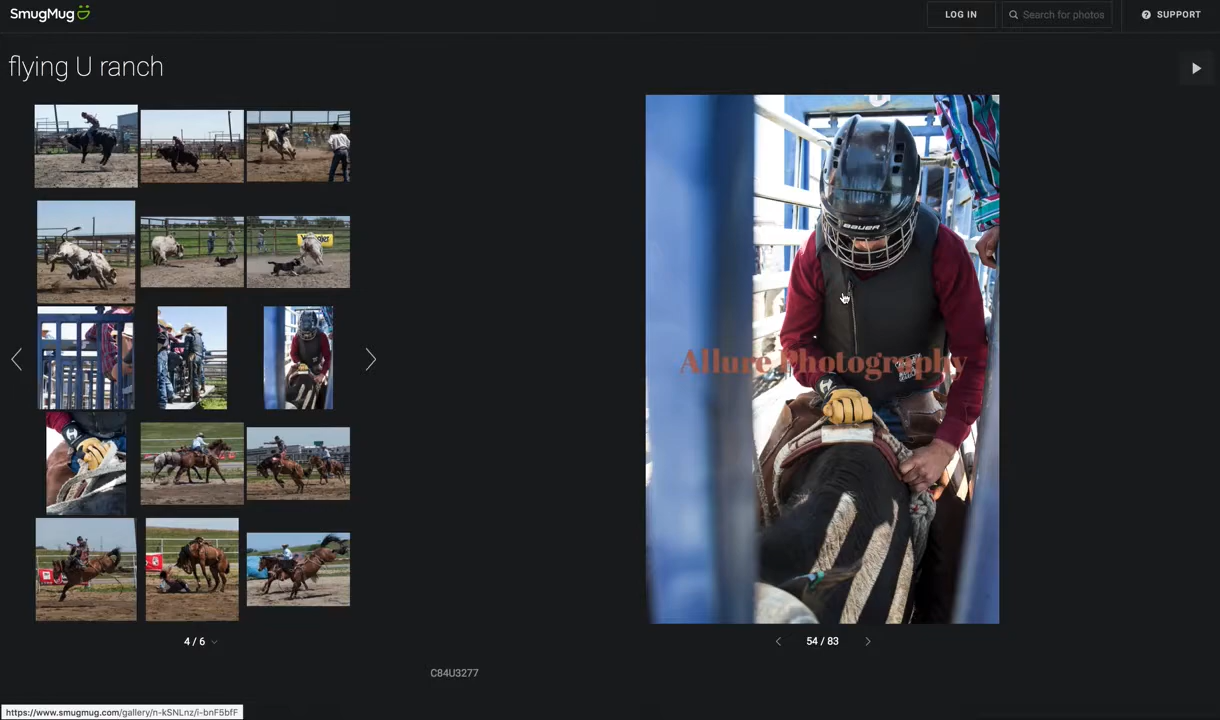 SmugMug
LOG IN
Search for photos
SUPPORT
flying U ranch
BAUER
Allure Photography
4 / 6
54 / 83
C84U3277
https://www.smugmug.com/gallery/n-kSNLnz/i-bnF5bfF